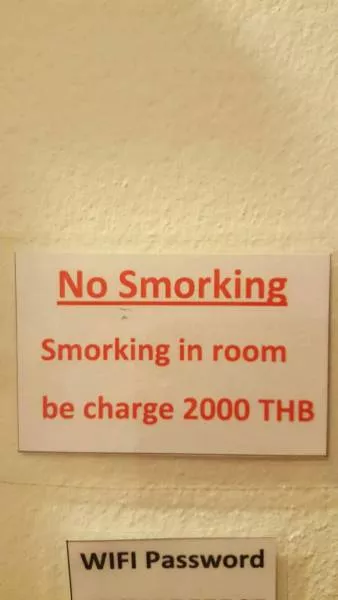 No Smorking
Smorking in room
be charge 2000 THB
WIFI Password